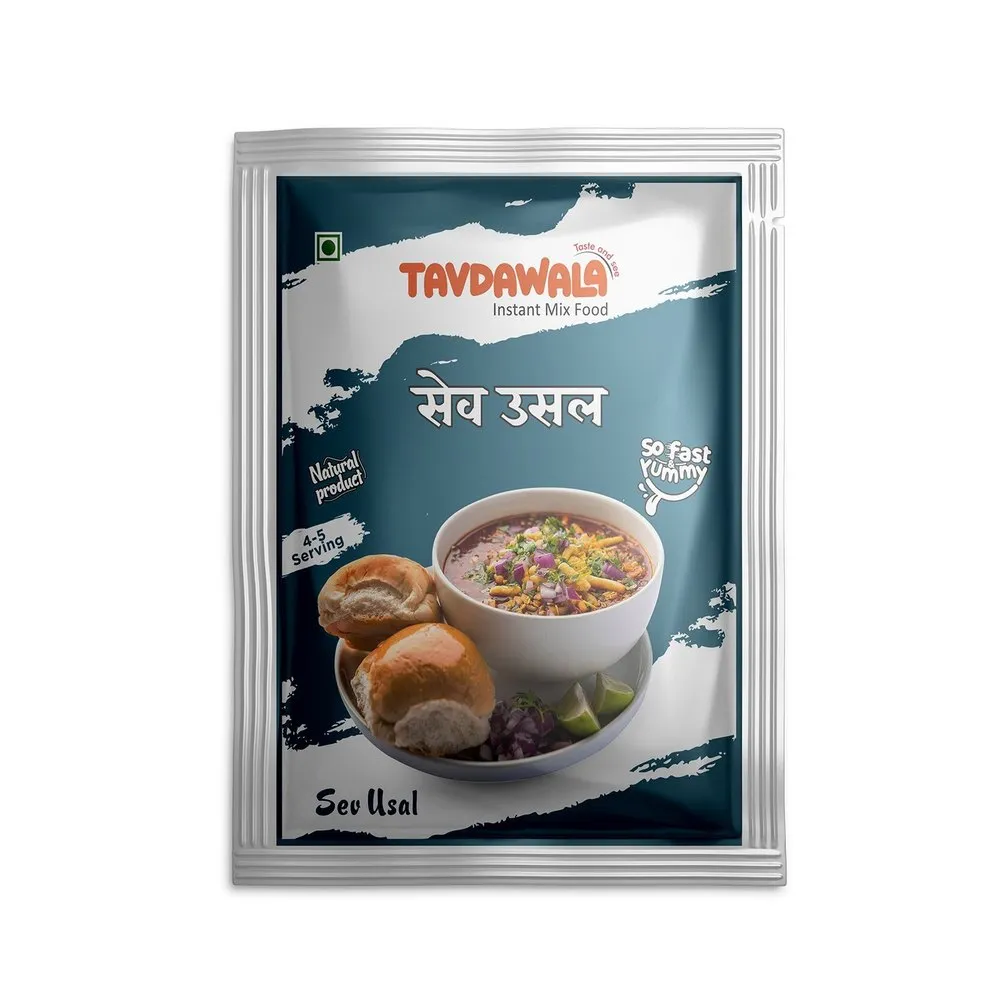 Taste and see
TAVDAWALA
Instant Mix Food
सेव उसल
So fast
&
Yummy
Natural
product
4-5
Serving
Sev Usal